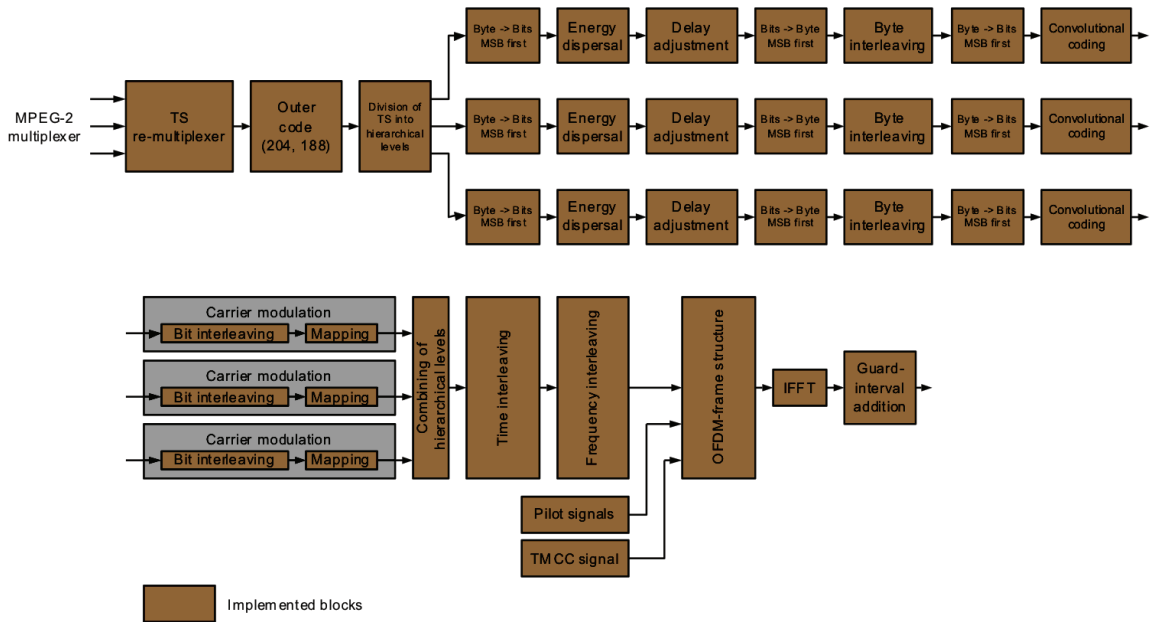 Byte -> Bits
MSB first
Energy
dispersal
Delay
adjustment
Bits -> Byte
MSB first
Byte
interleaving
Byte -> Bits
MSB first
Convolutional
coding
MPEG-2
multiplexer
TS
re-multiplexer
Outer
code
(204, 188)
Division of
TS into
hierarchical
levels
Byte -> Bits
MSB first
Energy
dispersal
Delay
adjustment
Bits -> Byte
MSB first
Byte
interleaving
Byte -> Bits
MSB first
Convolutional
coding
Byte -> Bits
MSB first
Energy
dispersal
Delay
adjustment
Bits -> Byte
MSB first
Byte
interleaving
Byte -> Bits
MSB first
Convolutional
coding
Carrier modulation
Bit interleaving
Mapping
Carrier modulation
Bit interleaving
Mapping
Carrier modulation
Bit interleaving
Mapping
Combining of
hierarchical levels
Time interleaving
Frequency interleaving
OFDM-frame structure
IFFT
Guard-
interval
addition
Pilot signals
TMCC signal
Implemented blocks